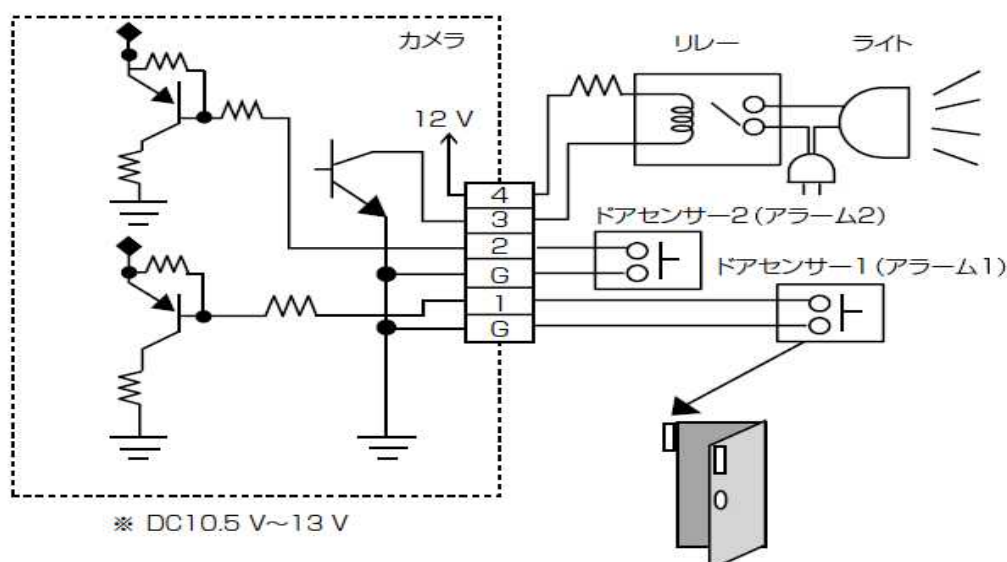 カメラ
リレー
ライト
12 V
4
3
2
G
1
G
ドアセンサー2(アラーム2)
ドアセンサー1(アラーム1)
※ DC10.5 V～13 V